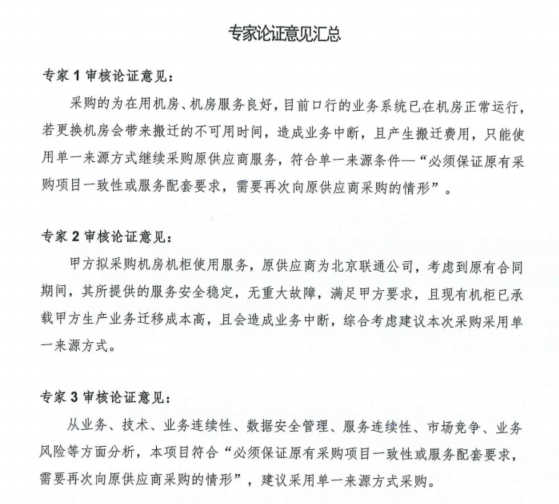 专家论证意见汇总
专家 1 审核论证意见：
采购的为在用机房、机房服务良好，目前口行的业务系统已在机房正常运行，
若更换机房会带来搬迁的不可用时间，造成业务中断，且产生搬迁费用，只能使
用单一来源方式继续采购原供应商服务，符合单一来源条件—“必须保证原有采
购项目一致性或服务配套要求，需要再次向原供应商采购的情形”。
专家 2 审核论证意见：
甲方拟采购机房机柜使用服务，原供应商为北京联通公司，考虑到原有合同
期间，其所提供的服务安全稳定，无重大故障，满足甲方要求，且现有机柜已承
载甲方生产业务迁移成本高，且会造成业务中断，综合考虑建议本次采购采用单
一来源方式。
专家 3 审核论证意见：
从业务、技术、业务连续性、数据安全管理、服务连续性、市场竞争、业务
风险等方面分析，本项目符合“必须保证原有采购项目一致性或服务配套要求，
需要再次向原供应商采购的情形”，建议采用单一来源方式采购。